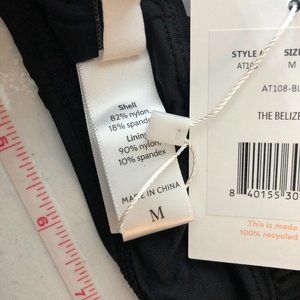 Shell
82% nylon,
18% spandex
Lining
90% nylon,
10% spandex
MADE IN CHINA
M
STYLE
SIZE
M
AT108-BL
THE BELIZE
8 40155 30
This is made
100% recycled
5